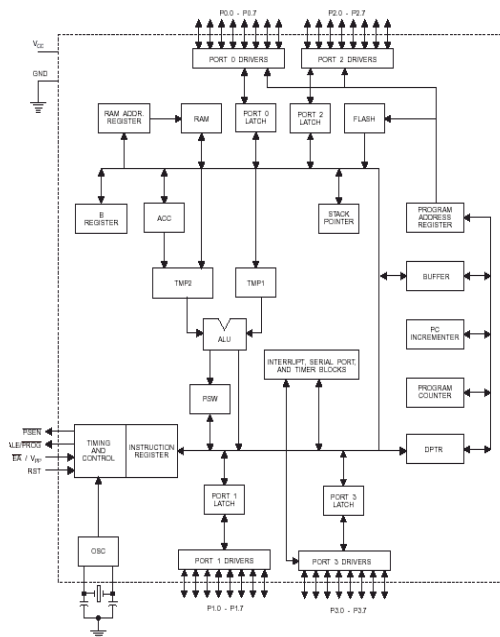 P0.0 - P0.7
P2.0 - P2.7
VCC
PORT 0 DRIVERS
PORT 2 DRIVERS
GND
RAM ADDR.
REGISTER
RAM
PORT 0
LATCH
PORT 2
LATCH
FLASH
B
REGISTER
ACC
STACK
POINTER
PROGRAM
ADDRESS
REGISTER
TMP2
TMP1
BUFFER
ALU
PC
INCREMENTER
INTERRUPT, SERIAL PORT,
AND TIMER BLOCKS
PSW
PROGRAM
COUNTER
PSEN
ALE/PROG
EA / VPP
RST
TIMING
AND
CONTROL
INSTRUCTION
REGISTER
DPTR
PORT 1
LATCH
PORT 3
LATCH
OSC
PORT 1 DRIVERS
PORT 3 DRIVERS
P1.0 - P1.7
P3.0 - P3.7